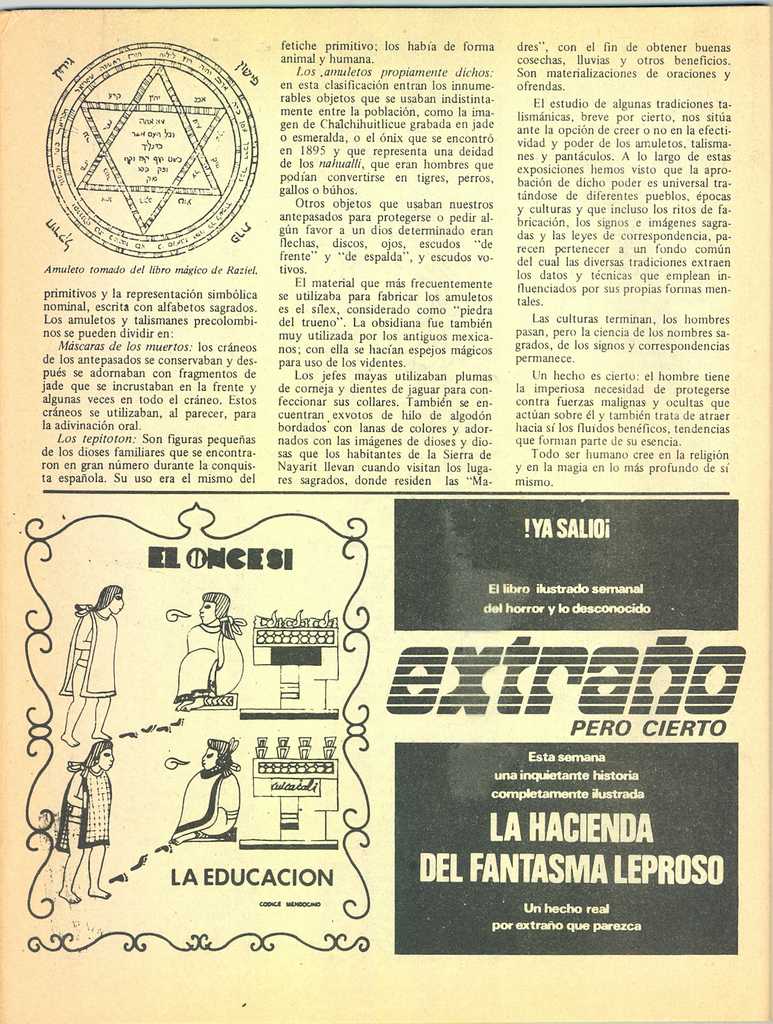 Amuleto tomado del libro mágico de Raziel.
primitivos y la representación simbólica
nominal, escrita con alfabetos sagrados.
Los amuletos y talismanes precolombi-
nos se pueden dividir en:
Máscaras de los muertos: los cráneos
de los antepasados se conservaban y des-
pués se adornaban con fragmentos de
jade que se incrustaban en la frente y
algunas veces en todo el cráneo. Estos
cráneos se utilizaban, al parecer, para
la adivinación oral.
Los tepitoton: Son figuras pequeñas
de los dioses familiares que se encontra-
ron en gran número durante la conquis-
ta española. Su uso era el mismo del
fetiche primitivo; los había de forma
animal y humana.
Los amuletos propiamente dichos:
en esta clasificación entran los innume-
rables objetos que se usaban indistinta-
mente entre la población, como la ima-
gen de Chalchihuitlicue grabada en jade
o esmeralda, o el ónix que se encontró
en 1895 y que representa una deidad
de los nahualli, que eran hombres que
podían convertirse en tigres, perros,
gallos o búhos.
Otros objetos que usaban nuestros
antepasados para protegerse o pedir al-
gún favor a un dios determinado eran
flechas, discos, ojos, escudos "de
frente" y "de espalda", y escudos vo-
tivos.
El material que más frecuentemente
se utilizaba para fabricar los amuletos
es el sílex, considerado como "piedra
del trueno". La obsidiana fue también
muy utilizada por los antiguos mexica-
nos; con ella se hacían espejos mágicos
para uso de los videntes.
Los jefes mayas utilizaban plumas
de corneja y dientes de jaguar para con-
feccionar sus collares. También se en-
cuentran exvotos de hilo de algodón
bordados con lanas de colores y ador-
nados con las imágenes de dioses y dio-
sas que los habitantes de la Sierra de
Nayarit llevan cuando visitan los luga-
res sagrados, donde residen las "Ma-
dres", con el fin de obtener buenas
cosechas, lluvias y otros beneficios.
Son materializaciones de oraciones y
ofrendas.
El estudio de algunas tradiciones ta-
lismánicas, breve por cierto, nos sitúa
ante la opción de creer o no en la efecti-
vidad y poder de los amuletos, talisma-
nes y pantáculos. A lo largo de estas
exposiciones hemos visto que la apro-
bación de dicho poder es universal tra-
tándose de diferentes pueblos, épocas
y culturas y que incluso los ritos de fa-
bricación, los signos e imágenes sagra-
das y las leyes de correspondencia, pa-
recen pertenecer a un fondo común
del cual las diversas tradiciones extraen
los datos y técnicas que emplean in-
fluenciados por sus propias formas men-
tales.
Las culturas terminan, los hombres
pasan, pero la ciencia de los nombres sa-
grados, de los signos y correspondencias
permanece.
Un hecho es cierto: el hombre tiene
la imperiosa necesidad de protegerse
contra fuerzas malignas y ocultas que
actúan sobre él y también trata de atraer
hacia sí los fluídos benéficos, tendencias
que forman parte de su esencia.
Todo ser humano cree en la religión
y en la magia en lo más profundo de sí
mismo.
EL ONCESI
cuicacali
LA EDUCACION
CODICE MENDOCINO
!YA SALIO¡
El libro ilustrado semanal
del horror y lo desconocido
extraño
PERO CIERTO
Esta semana
una inquietante historia
completamente ilustrada
LA HACIENDA
DEL FANTASMA LEPROSO
Un hecho real
por extraño que parezca